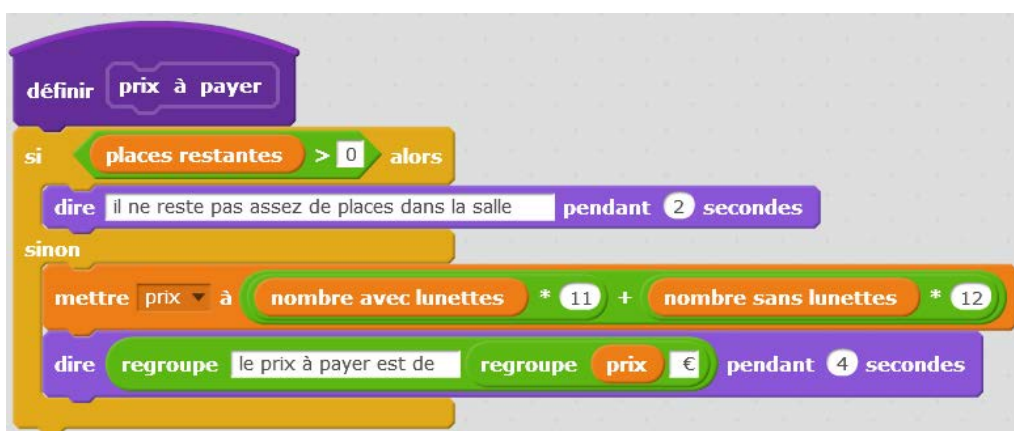 définir prix à payer
si places restantes > 0 alors
dire il ne reste pas assez de places dans la salle pendant 2 secondes
sinon
mettre prix à nombre avec lunettes * 11 + nombre sans lunettes * 12
dire regroupe le prix à payer est de regroupe prix € pendant 4 secondes